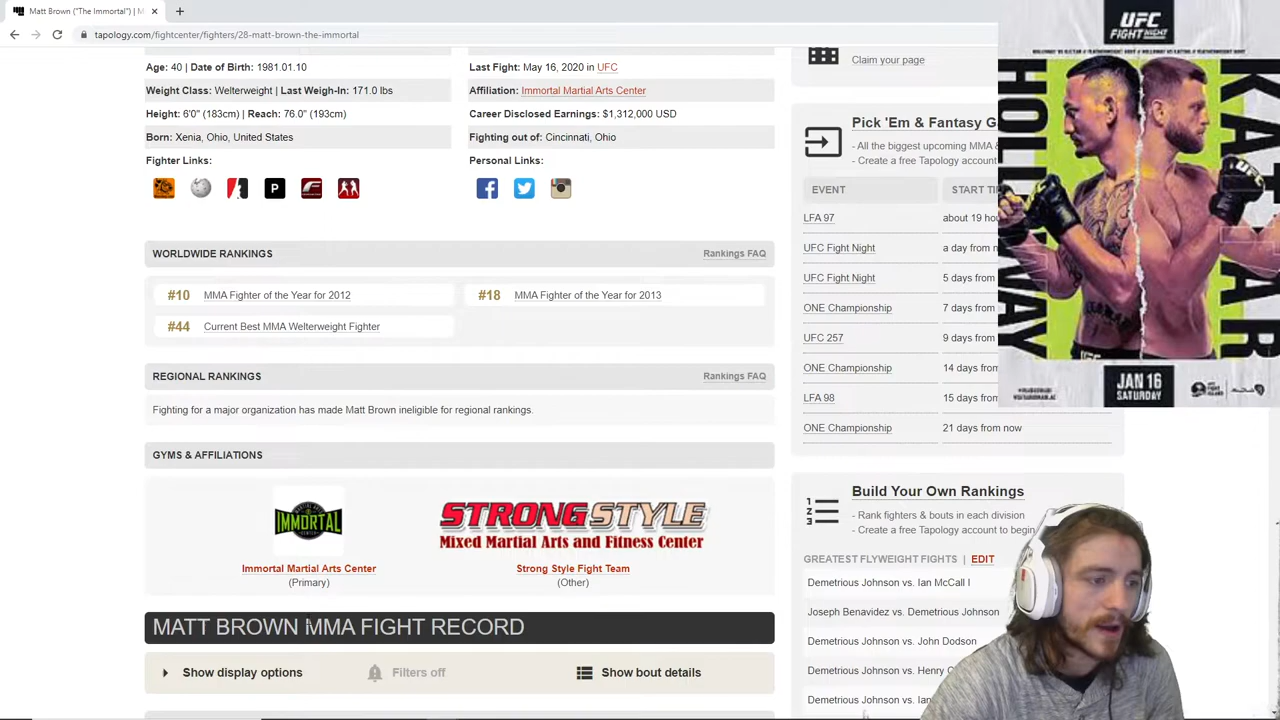 Matt Brown ("The Immortal") | M
tapology.com/fightcenter/fighters/28-matt-brown-the-immortal
Age: 40 | Date of Birth: 1981.01.10
Weight Class: Welterweight | Last Weigh-In: 171.0 lbs
Height: 6'0" (183cm) | Reach: 76.0" (193cm)
Born: Xenia, Ohio, United States
Fighter Links:
16, 2020 in
Affiliation: Immortal Martial Arts Center
Career Disclosed Earnings: $1,312,000 USD
Fighting out of: Cincinnati, Ohio
Personal Links:
WORLDWIDE RANKINGS
Rankings FAQ
#10 MMA Fighter of the Year for 2012
#18 MMA Fighter of the Year for 2013
#44 Current Best MMA Welterweight Fighter
REGIONAL RANKINGS
Rankings FAQ
Fighting for a major organization has made Matt Brown ineligible for regional rankings.
GYMS & AFFILIATIONS
IMMORTAL
Immortal Martial Arts Center
(Primary)
STRONG STYLE
Mixed Martial Arts and Fitness Center
Strong Style Fight Team
(Other)
MATT BROWN MMA FIGHT RECORD
Show display options
Filters off
Show bout details
Claim your page
Pick 'Em & Fantasy G
- All the biggest upcoming MMA &
- Create a free Tapology account
EVENT START TI
LFA 97 about 19 hou
UFC Fight Night a day from n
UFC Fight Night 5 days from
ONE Championship 7 days from
UFC 257 9 days from
ONE Championship 14 days from
LFA 98 15 days from
ONE Championship 21 days from now
Build Your Own Rankings
- Rank fighters & bouts in each division
- Create a free Tapology account to begin
GREATEST FLYWEIGHT FIGHTS | EDIT
Demetrious Johnson vs. Ian McCall I
Joseph Benavidez vs. Demetrious Johnson
Demetrious Johnson vs. John Dodson
Demetrious Johnson vs. Henry C
Demetrious Johnson vs. Ian
UFC
FIGHT NIGHT
HOLLOWAY
KATTAR
JAN 16
SATURDAY